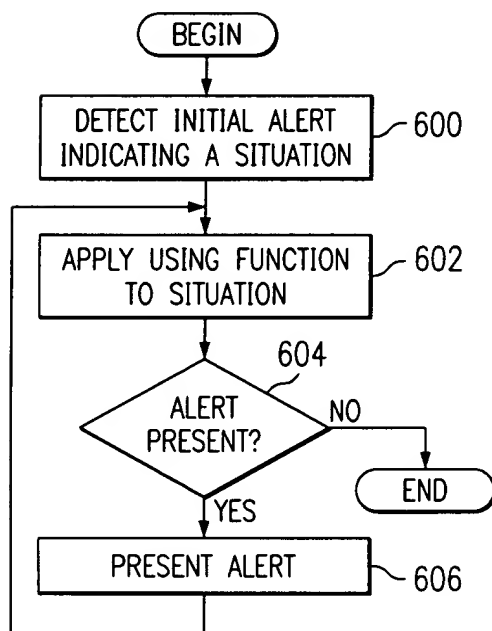 BEGIN
DETECT INITIAL ALERT
INDICATING A SITUATION
600
APPLY USING FUNCTION
TO SITUATION
602
604
ALERT
PRESENT?
NO
END
YES
PRESENT ALERT
606